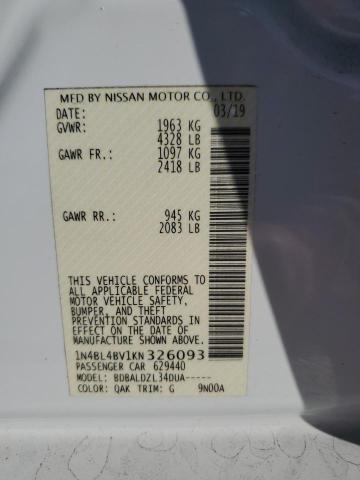 MFD BY NISSAN MOTOR CO., LTD.
DATE: 03/19
GVWR: 1963 KG
4328 LB
GAWR FR.: 1097 KG
2418 LB
GAWR RR.: 945 KG
2083 LB
THIS VEHICLE CONFORMS TO ALL
APPLICABLE FEDERAL
MOTOR VEHICLE SAFETY,
BUMPER, AND THEFT
PREVENTION STANDARDS
IN EFFECT ON THE DATE OF
MANUFACTURE SHOWN ABOVE.
1N4BL4BV1KN326093
PASSENGER CAR 629440
MODEL: BDBALDZL34DUA-----
COLOR: QAK TRIM: G 9N00A